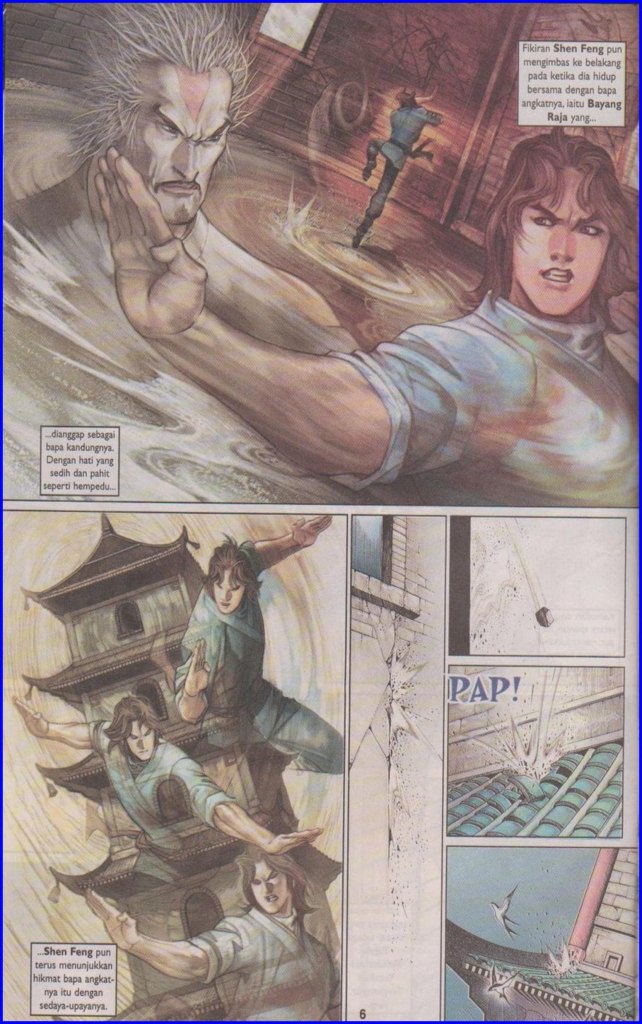 Fikiran Shen Feng pun
mengimbas ke belakang
pada ketika dia hidup
bersama dengan bapa
angkatnya, iaitu Bayang
Raja yang...
...dianggap sebagai
bapa kandungnya.
Dengan hati yang
sedih dan pahit
seperti hempedu...
PAP!
...Shen Feng pun
terus menunjukkan
hikmat bapa angkat-
nya itu dengan
sedaya-upayanya.
6